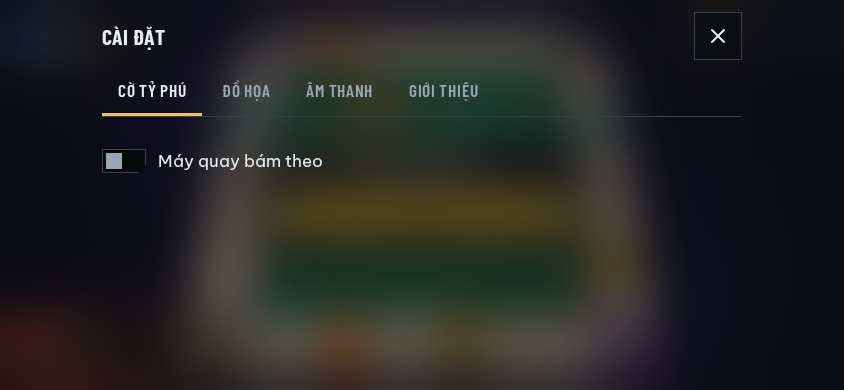 CÀI ĐẶT
CỜ TỶ PHÚ
ĐỒ HỌA
ÂM THANH
GIỚI THIỆU
Máy quay bám theo